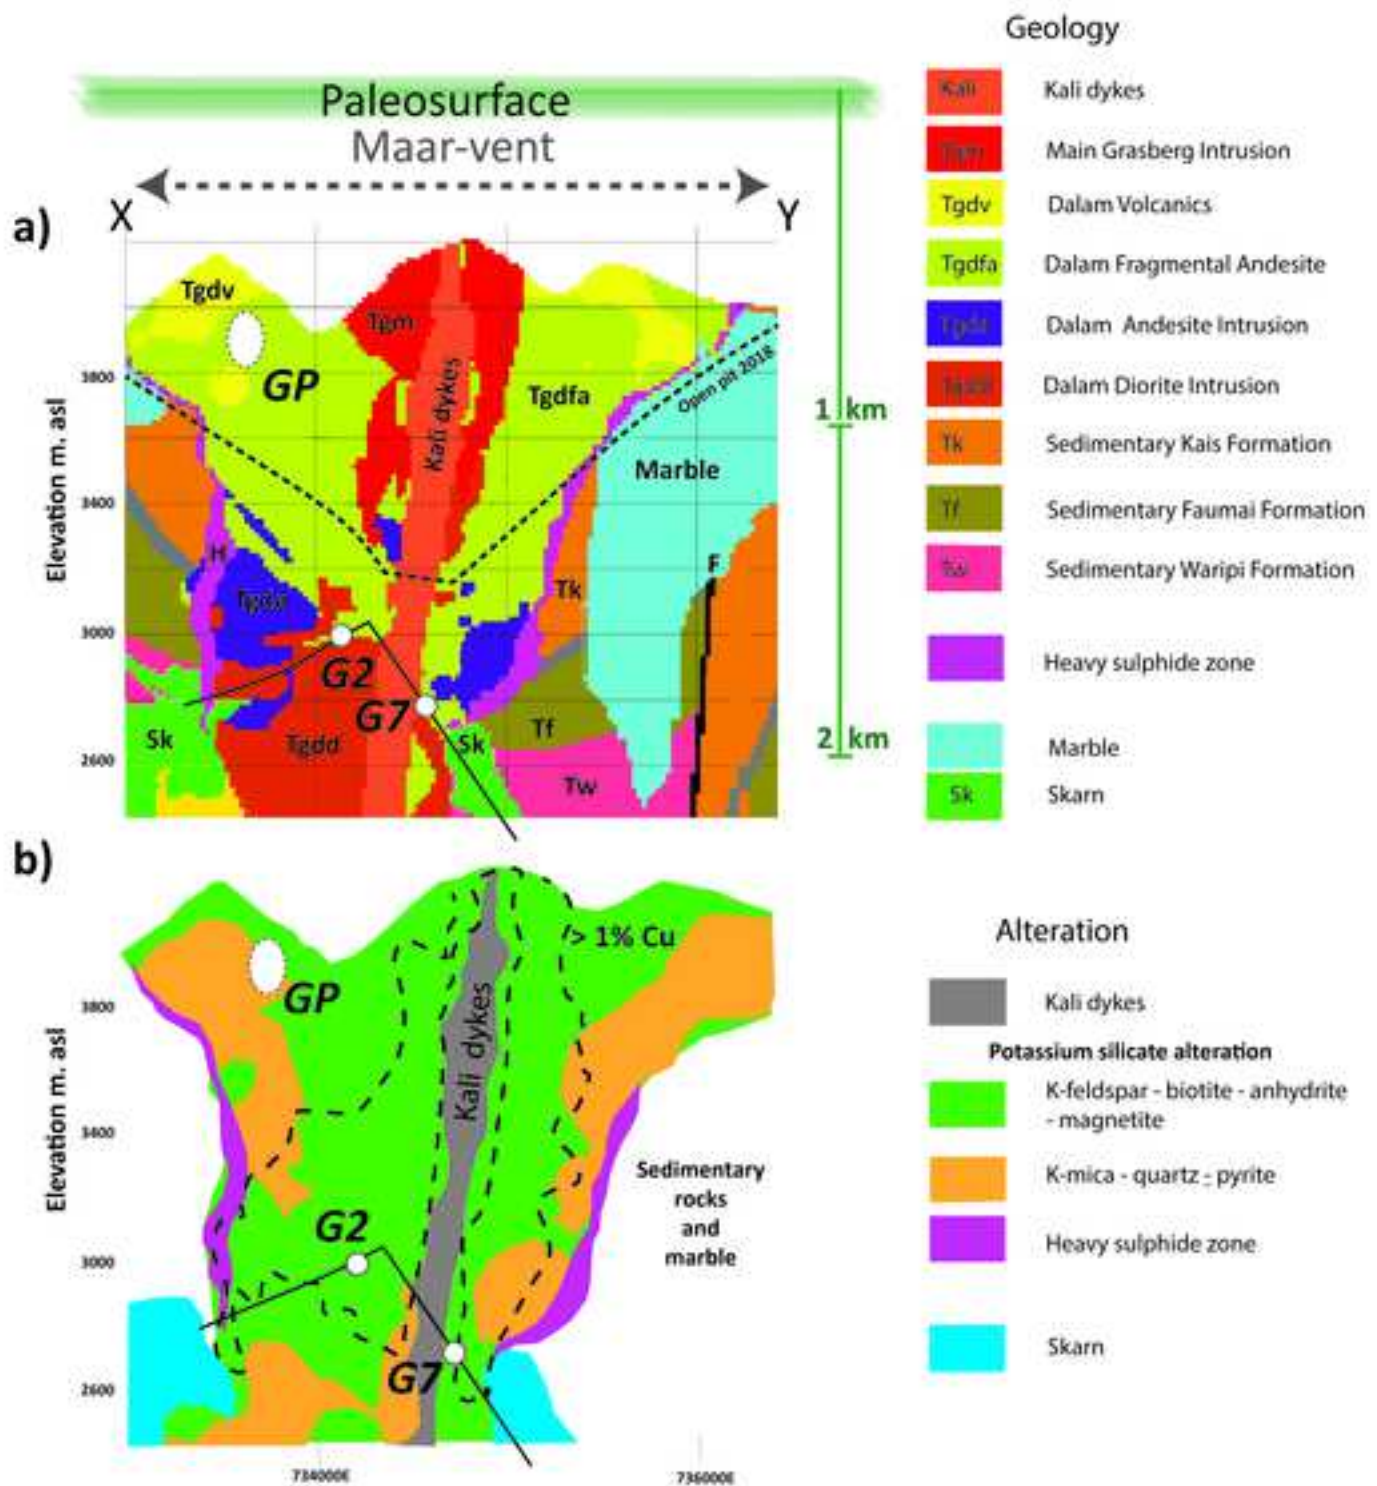 Geology
Paleosurface
Maar-vent
X
Y
a)
Elevation m. asl
3800
3400
3000
2600
Tgdv
Tgm
GP
Kali dykes
Tgdfa
Open pit 2018
Marble
H
F
Tk
G2
G7
Sk
Tgdd
Sk
Tf
Tw
1 km
2 km
Kali Kali dykes
Tgm Main Grasberg Intrusion
Tgdv Dalam Volcanics
Tgdfa Dalam Fragmental Andesite
Dalam Andesite Intrusion
Tgdd Dalam Diorite Intrusion
Tk Sedimentary Kais Formation
Tf Sedimentary Faumai Formation
Tw Sedimentary Waripi Formation
Heavy sulphide zone
Marble
Sk Skarn
b)
Elevation m. asl
3800
3400
3000
2600
> 1% Cu
GP
Kali dykes
G2
G7
Sedimentary
rocks
and
marble
734000E
736000E
Alteration
Kali dykes
Potassium silicate alteration
K-feldspar - biotite - anhydrite
- magnetite
K-mica - quartz - pyrite
Heavy sulphide zone
Skarn